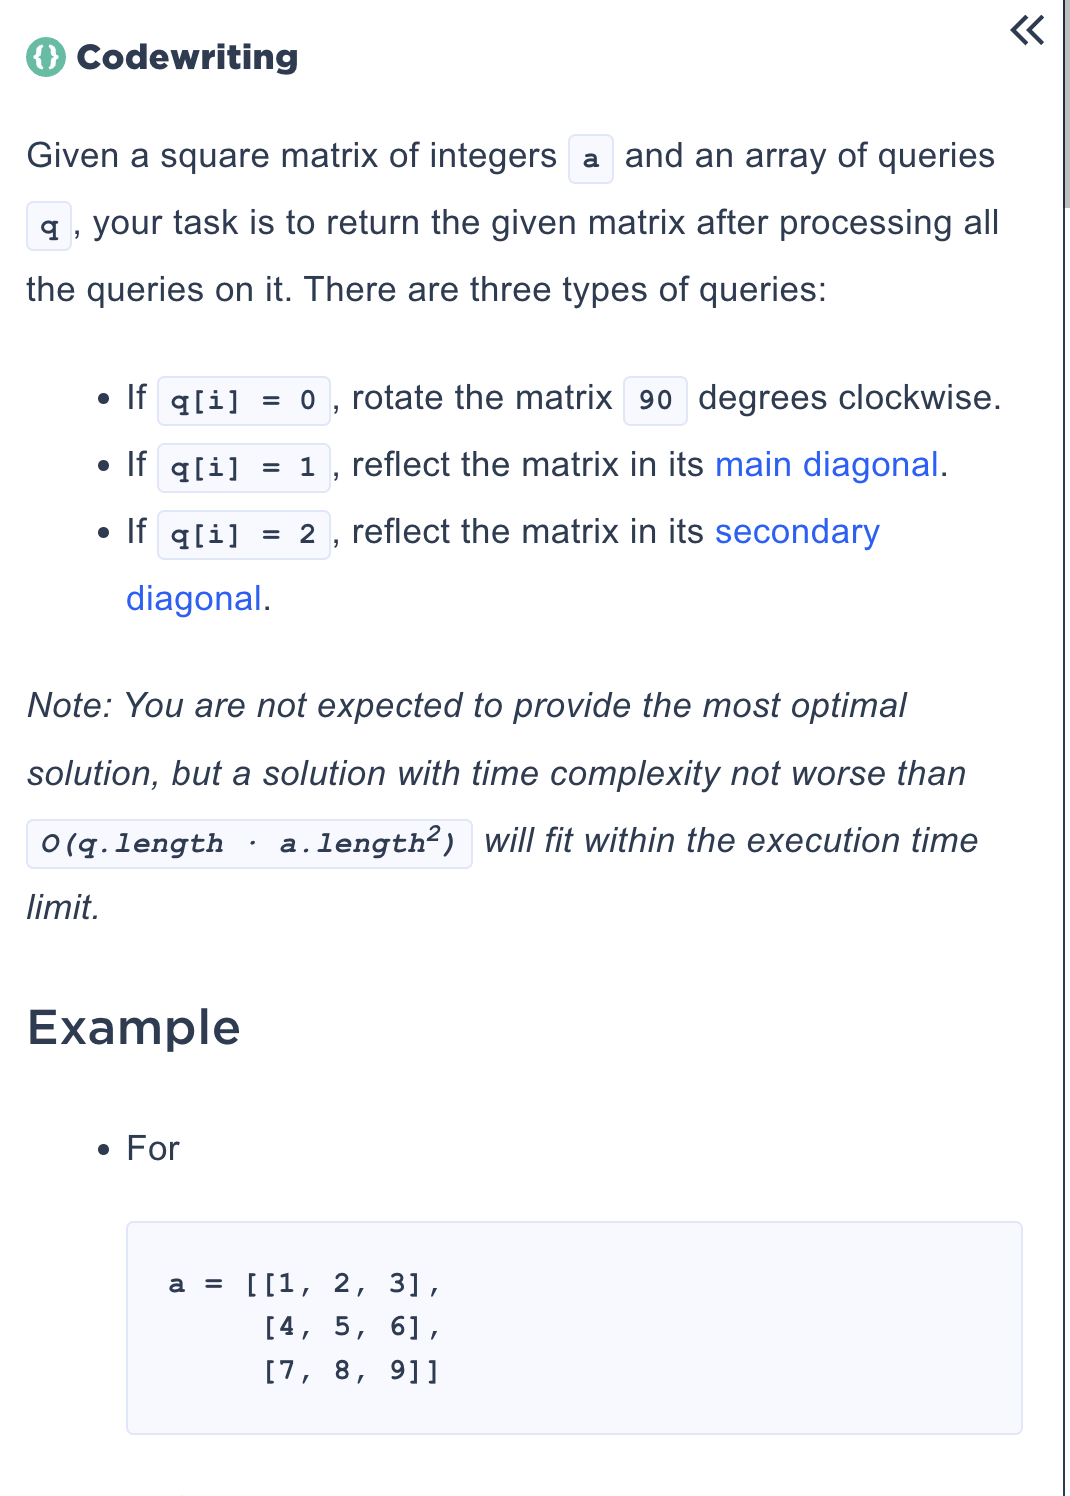 Codewriting
Given a square matrix of integers a and an array of queries
q, your task is to return the given matrix after processing all
the queries on it. There are three types of queries:
• If q[i] = 0, rotate the matrix 90 degrees clockwise.
• If q[i] = 1, reflect the matrix in its main diagonal.
• If q[i] = 2, reflect the matrix in its secondary
diagonal.
Note: You are not expected to provide the most optimal
solution, but a solution with time complexity not worse than
O(q.length · a.length²) will fit within the execution time
limit.
Example
• For
a = [[1, 2, 3],
[4, 5, 6],
[7, 8, 9]]